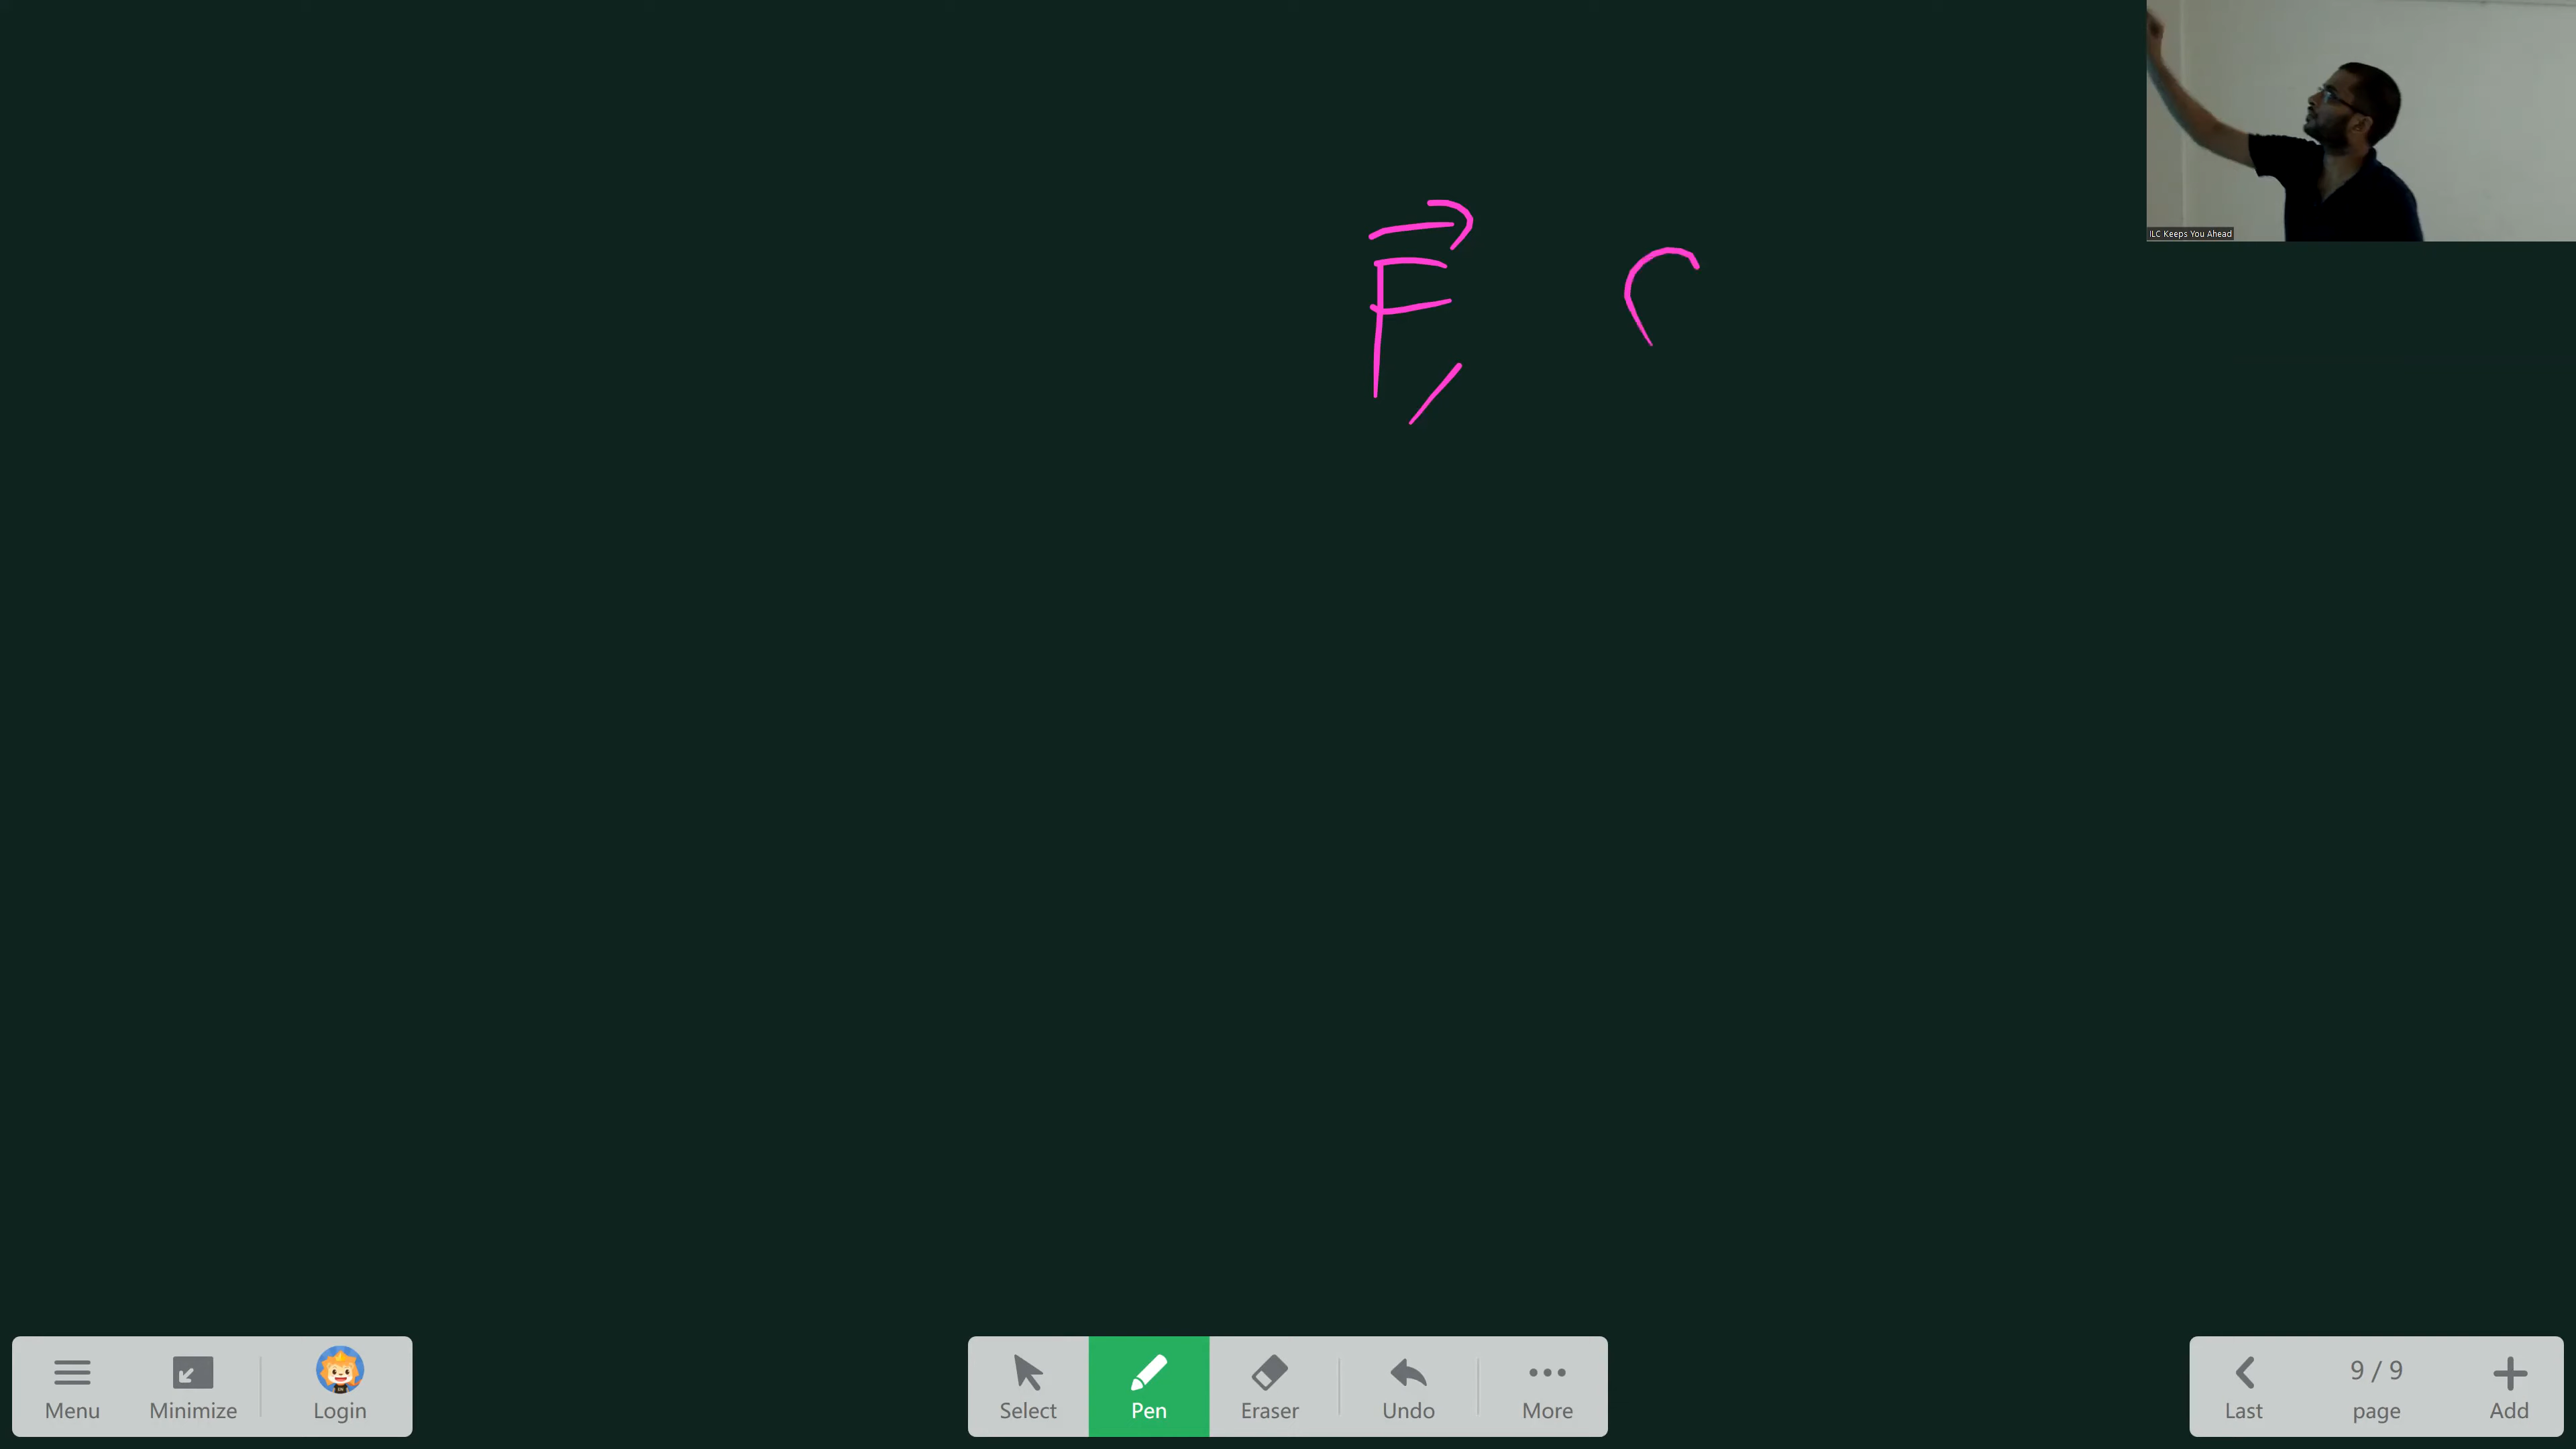 ILC Keeps You Ahead
F,
Menu
Minimize
Login
Select
Pen
Eraser
Undo
More
Last
9 / 9
page
Add